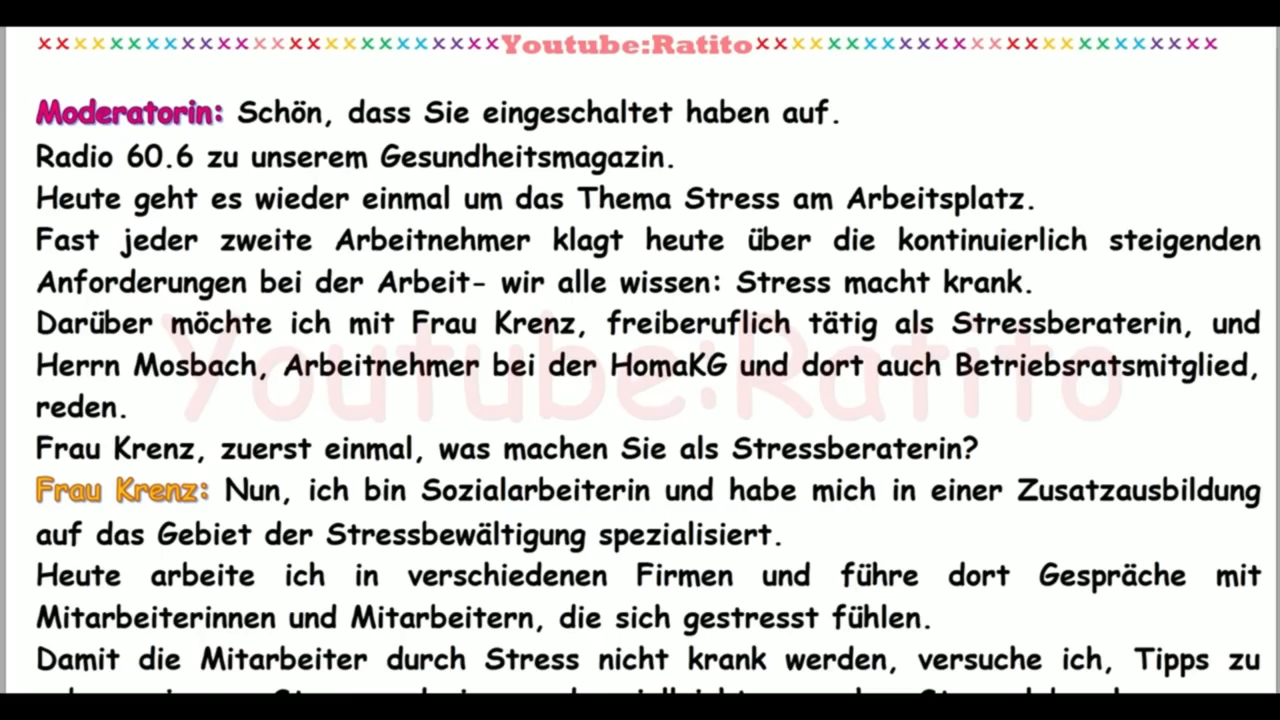 xxxxxxxxxxxxxxxxxxxxxxxxxxYoutube:Ratitoxxxxxxxxxxxxxxxxxxxxxxxxxx
Moderatorin: Schön, dass Sie eingeschaltet haben auf.
Radio 60.6 zu unserem Gesundheitsmagazin.
Heute geht es wieder einmal um das Thema Stress am Arbeitsplatz.
Fast jeder zweite Arbeitnehmer klagt heute über die kontinuierlich steigenden
Anforderungen bei der Arbeit- wir alle wissen: Stress macht krank.
Darüber möchte ich mit Frau Krenz, freiberuflich tätig als Stressberaterin, und
Herrn Mosbach, Arbeitnehmer bei der HomaKG und dort auch Betriebsratsmitglied,
reden.
Youtube:Ratito
Frau Krenz, zuerst einmal, was machen Sie als Stressberaterin?
Frau Krenz: Nun, ich bin Sozialarbeiterin und habe mich in einer Zusatzausbildung
auf das Gebiet der Stressbewältigung spezialisiert.
Heute arbeite ich in verschiedenen Firmen und führe dort Gespräche mit
Mitarbeiterinnen und Mitarbeitern, die sich gestresst fühlen.
Damit die Mitarbeiter durch Stress nicht krank werden, versuche ich, Tipps zu